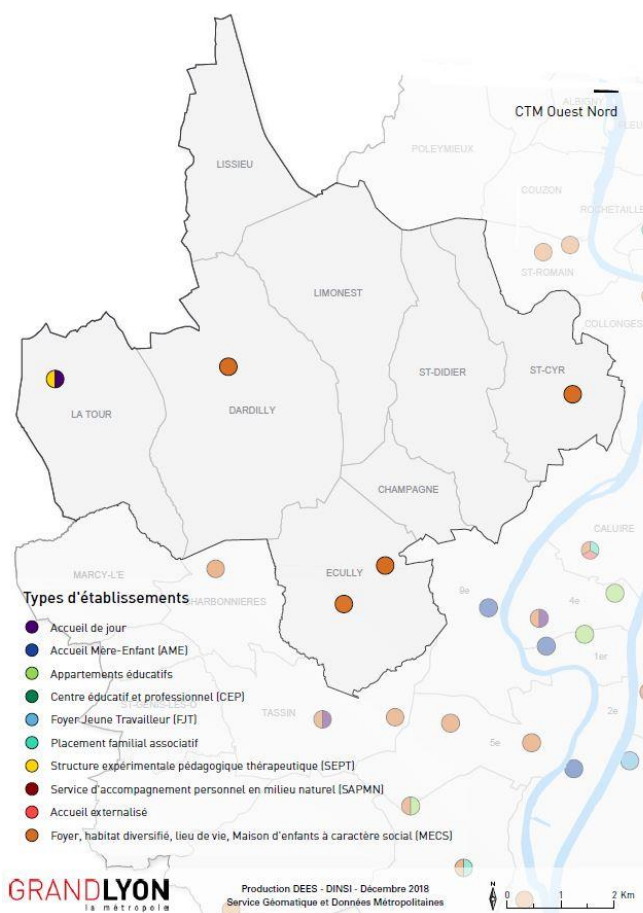 CTM Ouest Nord
ALBIGNY
POLEYMIEUX
LISSIEU
COUZON
ROCHETAILLE
ST-ROMAIN
LIMONEST
COLLONGES
ST-DIDIER
ST-CYR
LA TOUR
DARDILLY
CHAMPAGNE
CALUIRE
MARCY-L'E
ECULLY
9e
4e
CHARBONNIERES
1er
ST-GENIS-LES-O
TASSIN
2e
5e
Types d'établissements
Accueil de jour
Accueil Mère-Enfant (AME)
Appartements éducatifs
Centre éducatif et professionnel (CEP)
Foyer Jeune Travailleur (FJT)
Placement familial associatif
Structure expérimentale pédagogique thérapeutique (SEPT)
Service d'accompagnement personnel en milieu naturel (SAPMN)
Accueil externalisé
Foyer, habitat diversifié, lieu de vie, Maison d'enfants à caractère social (MECS)
GRANDLYON
la métropole
Production DEES - DINSI - Décembre 2018
Service Géomatique et Données Métropolitaines
N
0 1 2 Km